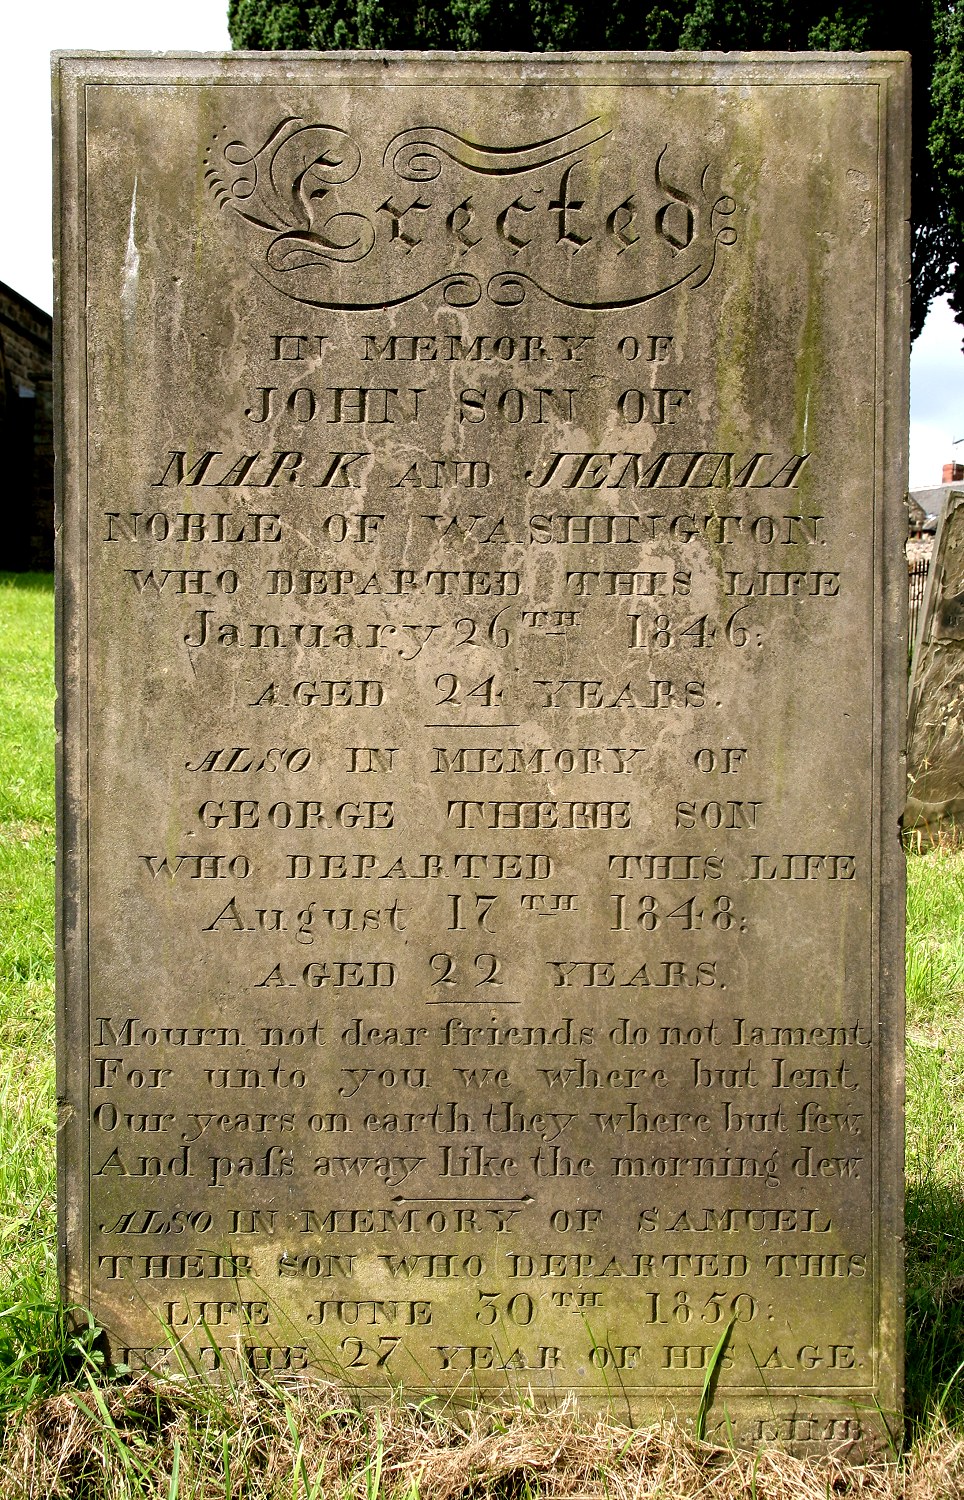 Erected
IN MEMORY OF
JOHN SON OF
MARK AND JEMIMA
NOBLE OF WASHINGTON.
WHO DEPARTED THIS LIFE
January 26TH 1846:
AGED 24 YEARS.
ALSO IN MEMORY OF
GEORGE THERE SON
WHO DEPARTED THIS LIFE
August 17TH 1848:
AGED 22 YEARS.
Mourn not dear friends do not lament,
For unto you we where but lent,
Our years on earth they where but few,
And paſs away like the morning dew.
ALSO IN MEMORY OF SAMUEL
THEIR SON WHO DEPARTED THIS
LIFE JUNE 30TH 1850:
IN THE 27 YEAR OF HIS AGE.